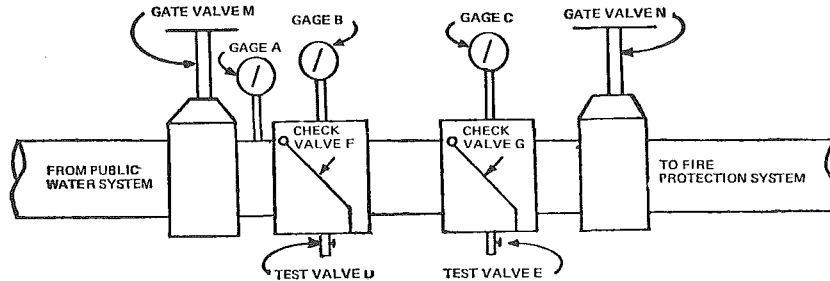 GATE VALVE M
GAGE A
GAGE B
GAGE C
GATE VALVE N
CHECK
VALVE F
CHECK
VALVE G
FROM PUBLIC
WATER SYSTEM
TO FIRE
PROTECTION SYSTEM
TEST VALVE D
TEST VALVE E